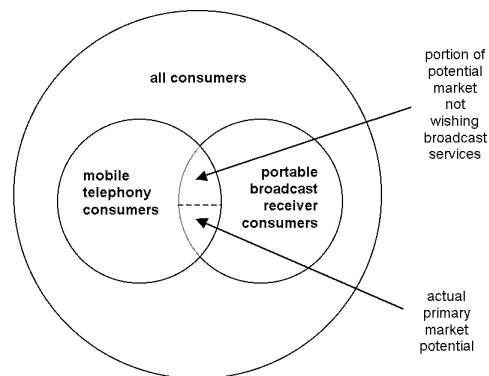 all consumers
portion of
potential
market
not
wishing
broadcast
services
mobile
telephony
consumers
portable
broadcast
receiver
consumers
actual
primary
market
potential